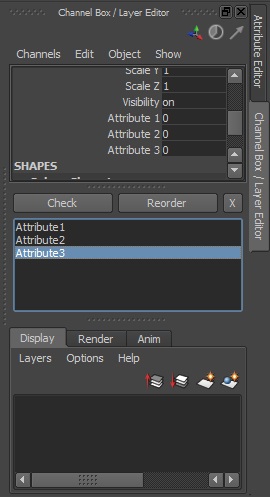 Channel Box / Layer Editor
Channels Edit Object Show
Scale Y 1
Scale Z 1
Visibility on
Attribute 1 0
Attribute 2 0
Attribute 3 0
SHAPES
Check Reorder X
Attribute1
Attribute2
Attribute3
Display Render Anim
Layers Options Help
Attribute Editor
Channel Box / Layer Editor